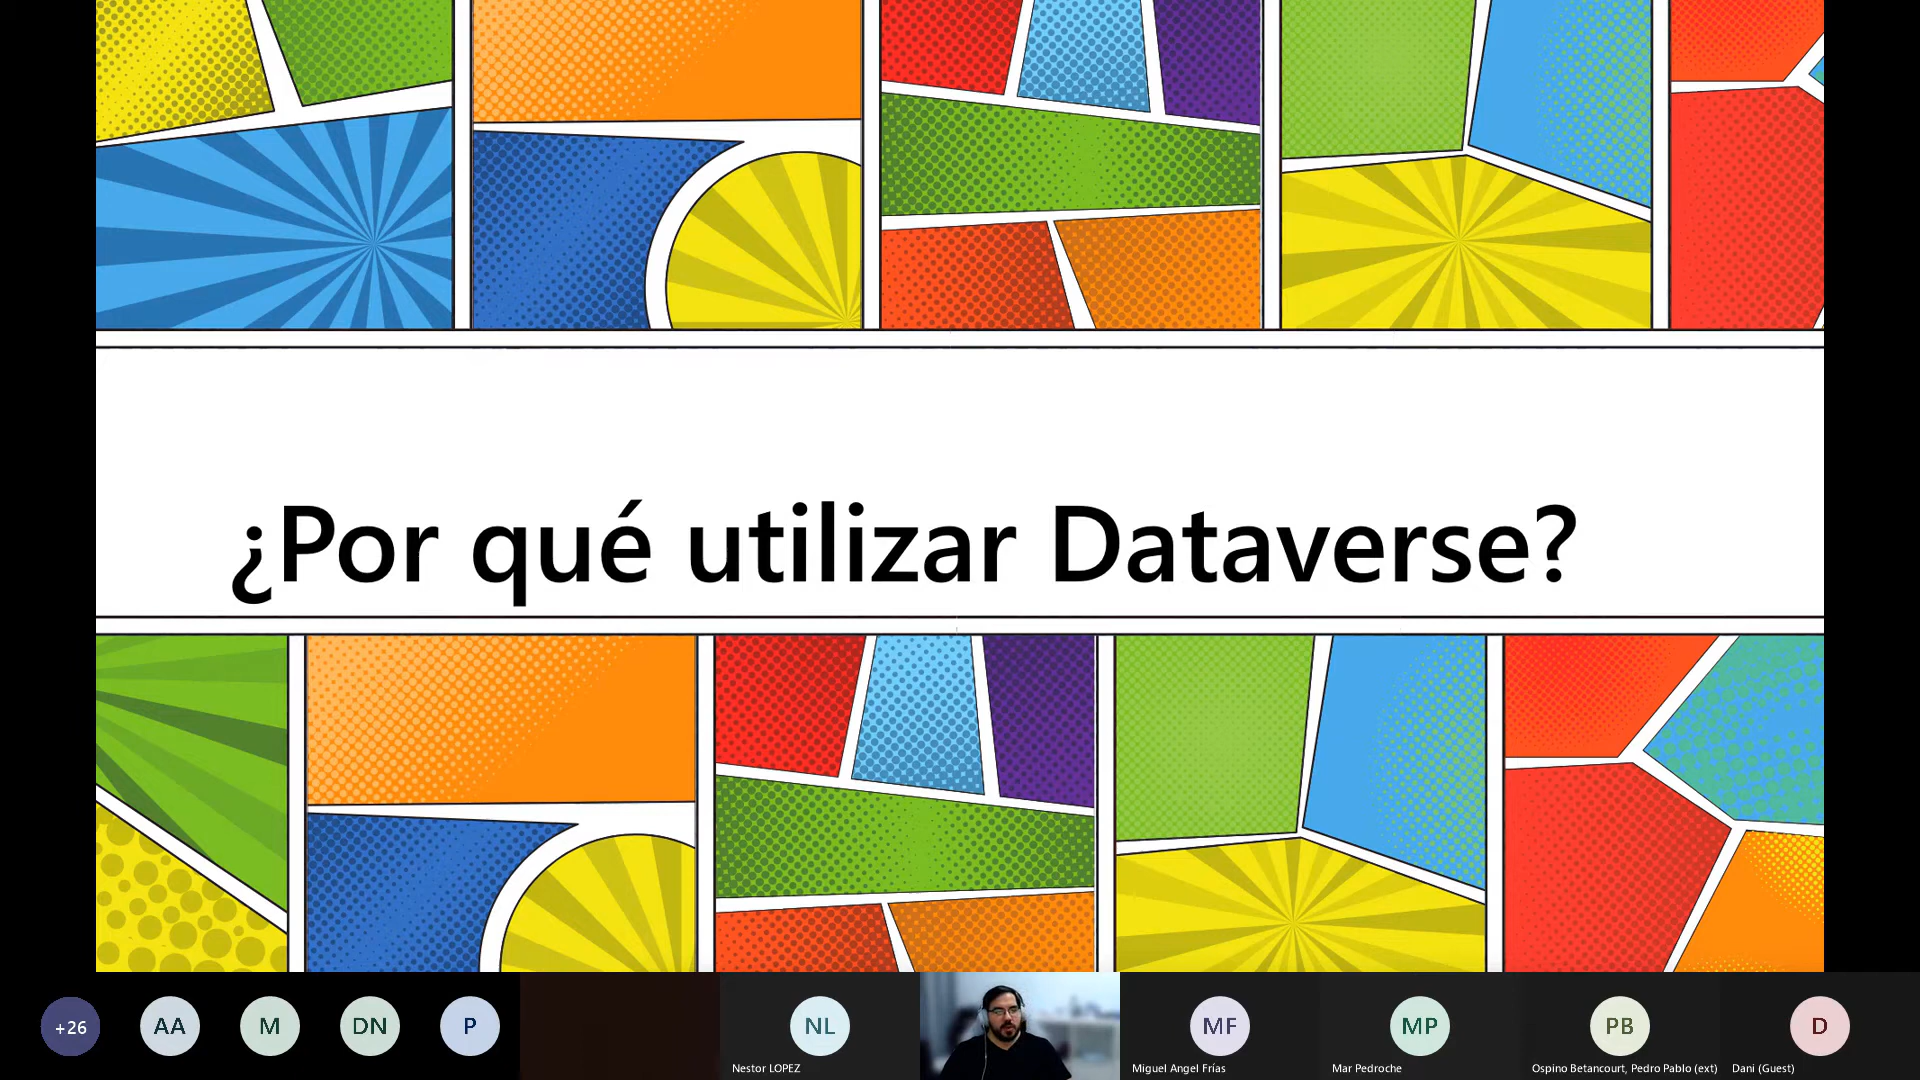 ¿Por qué utilizar Dataverse?
+26
AA
M
DN
P
NL
MF
MP
PB
D
Nestor LOPEZ
Miguel Angel Frías
Mar Pedroche
Ospino Betancourt, Pedro Pablo (ext)
Dani (Guest)